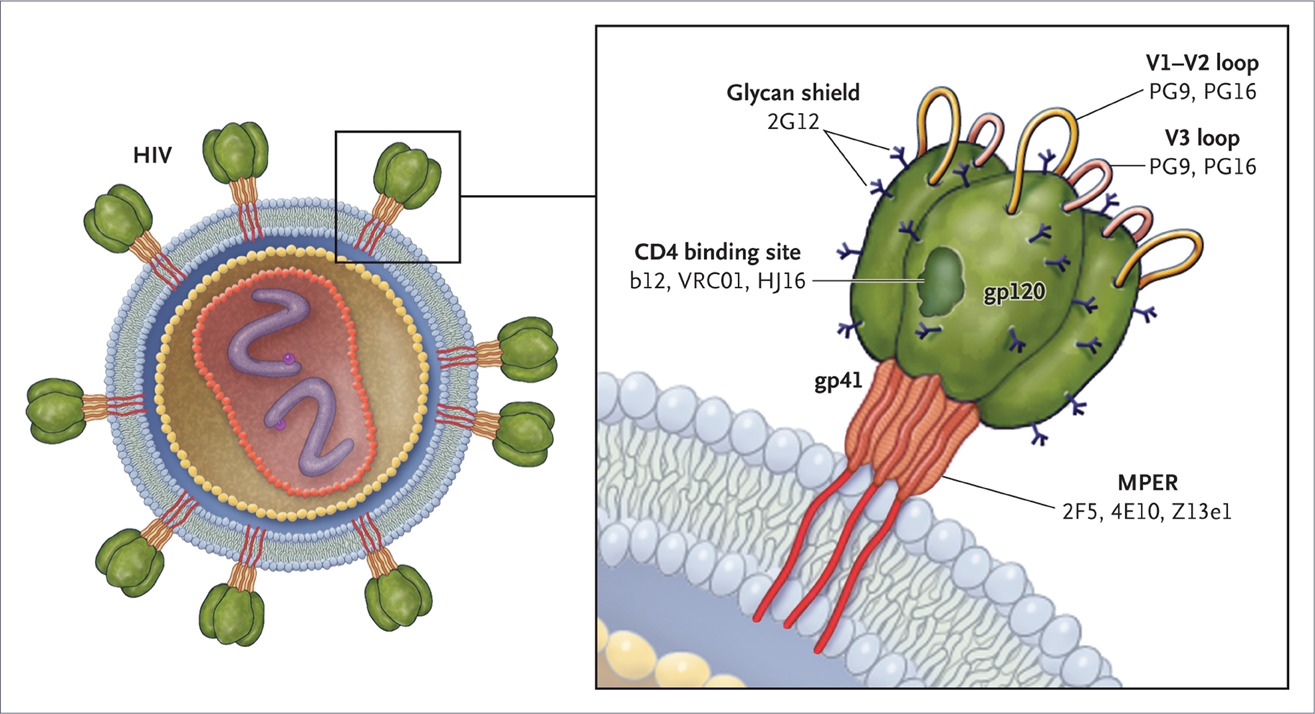 HIV
Glycan shield
2G12
V1–V2 loop
PG9, PG16
V3 loop
PG9, PG16
CD4 binding site
b12, VRC01, HJ16
gp120
gp41
MPER
2F5, 4E10, Z13e1